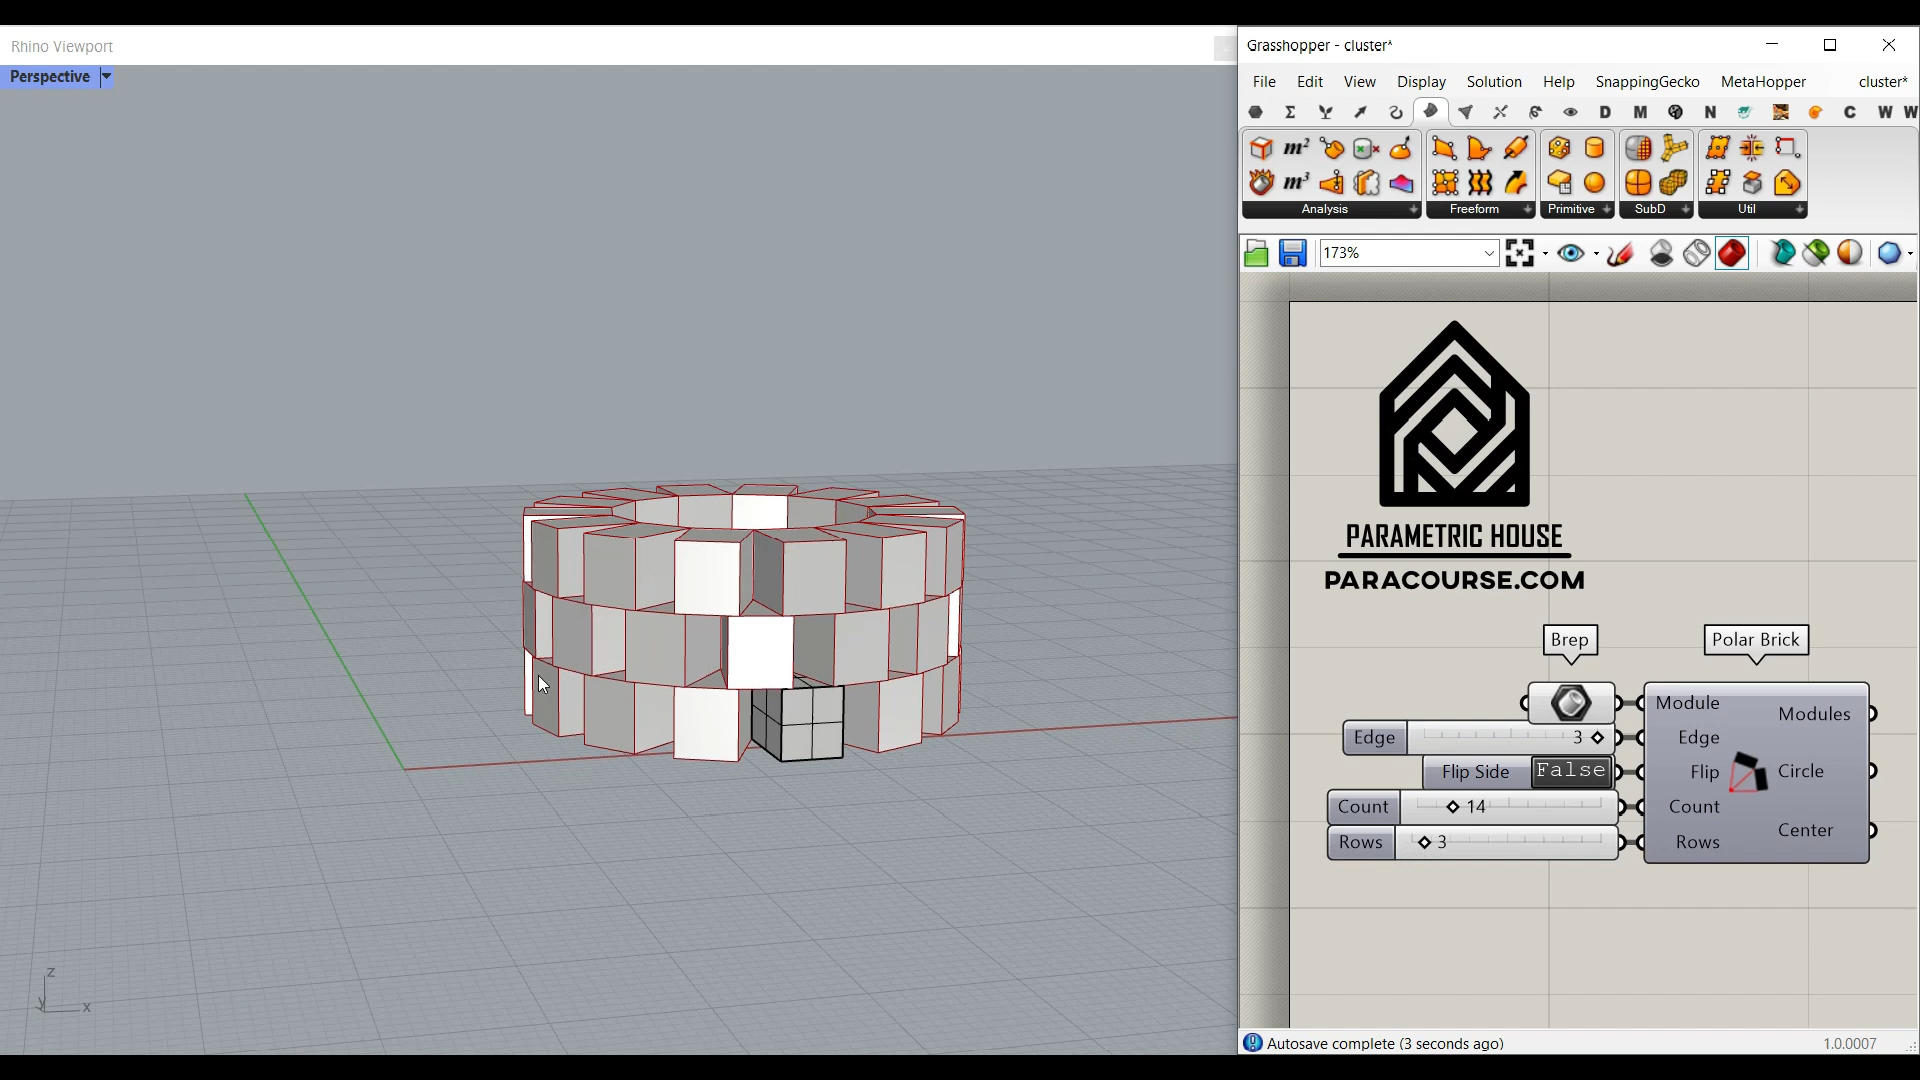 Rhino Viewport
Perspective
Grasshopper - cluster*
File Edit View Display Solution Help SnappingGecko MetaHopper cluster*
D M N C W W
m² m³
Analysis Freeform Primitive SubD Util
173%
PARAMETRIC HOUSE
PARACOURSE.COM
Brep
Polar Brick
Module
Edge
Flip
Count
Rows
Modules
Circle
Center
Edge 3
Flip Side False
Count 14
Rows 3
z
y
x
Autosave complete (3 seconds ago)
1.0.0007